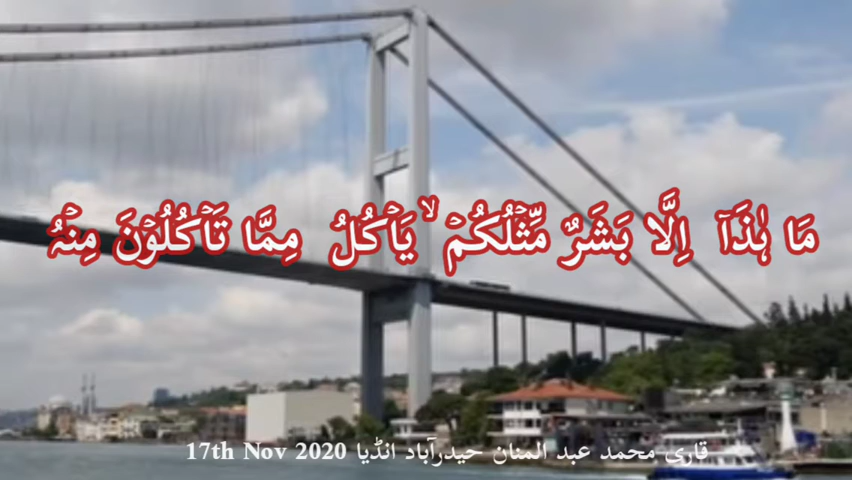 مَا هٰذَاۤ اِلَّا بَشَرٌ مِّثۡلُكُمۡ ۙ يَاۡكُلُ مِمَّا تَاۡكُلُوۡنَ مِنۡهُ
قاری محمد عبد المنان حیدرآباد انڈیا 17th Nov 2020